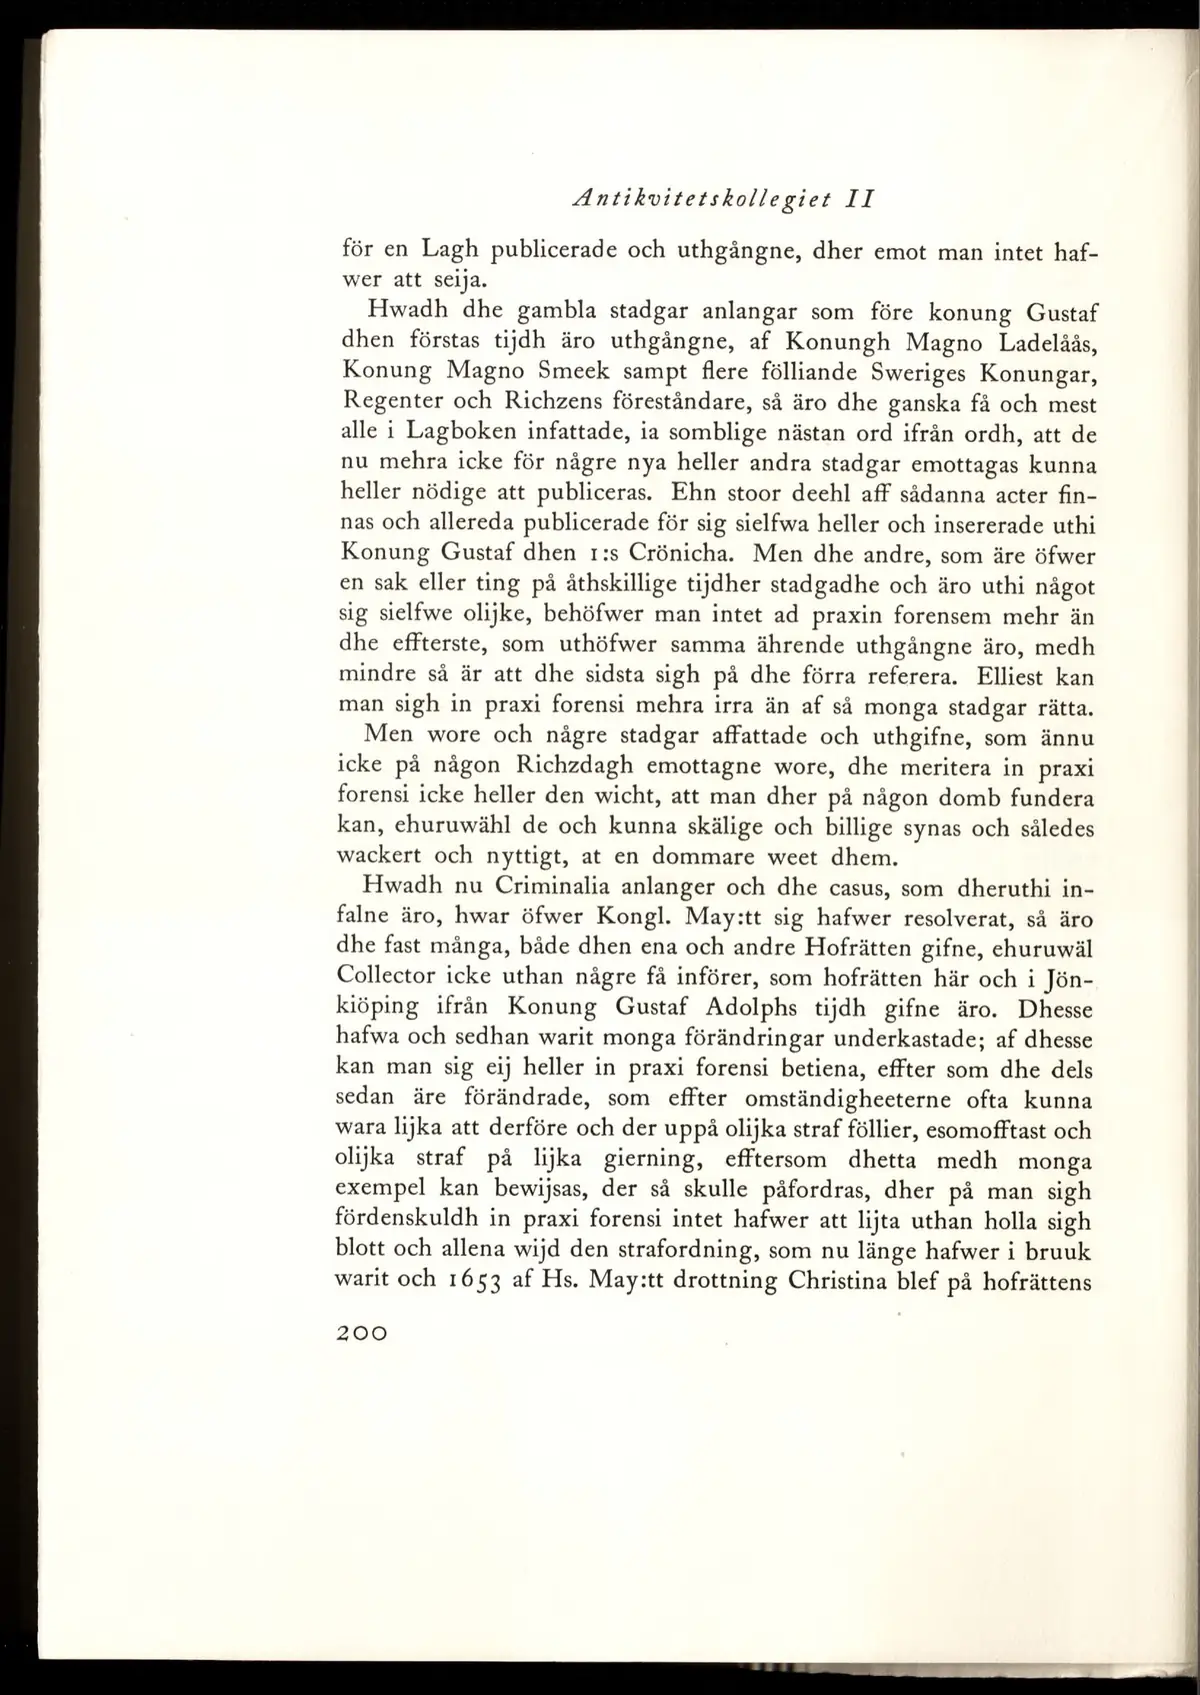 Antikvitetskollegiet II
för en Lagh publicerade och uthgångne, dher emot man intet haf-
wer att seija.
Hwadh dhe gambla stadgar anlangar som före konung Gustaf
dhen förstas tijdh äro uthgångne, af Konungh Magno Ladelåås,
Konung Magno Smeek sampt flere fölliande Sweriges Konungar,
Regenter och Richzens föreståndare, så äro dhe ganska få och mest
alle i Lagboken infattade, ia somblige nästan ord ifrån ordh, att de
nu mehra icke för någre nya heller andra stadgar emottagas kunna
heller nödige att publiceras. Ehn stoor deehl aff sådanna acter fin-
nas och allereda publicerade för sig sielfwa heller och insererade uthi
Konung Gustaf dhen 1:s Crönicha. Men dhe andre, som äre öfwer
en sak eller ting på åthskillige tijdher stadgadhe och äro uthi något
sig sielfwe olijke, behöfwer man intet ad praxin forensem mehr än
dhe effterste, som uthöfwer samma ährende uthgångne äro, medh
mindre så är att dhe sidsta sigh på dhe förra referera. Elliest kan
man sigh in praxi forensi mehra irra än af så monga stadgar rätta.
Men wore och någre stadgar affattade och uthgifne, som ännu
icke på någon Richzdagh emottagne wore, dhe meritera in praxi
forensi icke heller den wicht, att man dher på någon domb fundera
kan, ehuruwähl de och kunna skälige och billige synas och således
wackert och nyttigt, at en dommare weet dhem.
Hwadh nu Criminalia anlanger och dhe casus, som dheruthi in-
falne äro, hwar öfwer Kongl. May:tt sig hafwer resolverat, så äro
dhe fast många, både dhen ena och andre Hofrätten gifne, ehuruwäl
Collector icke uthan någre få införer, som hofrätten här och i Jön-
kiöping ifrån Konung Gustaf Adolphs tijdh gifne äro. Dhesse
hafwa och sedhan warit monga förändringar underkastade; af dhesse
kan man sig eij heller in praxi forensi betiena, effter som dhe dels
sedan äre förändrade, som effter omständigheeterne ofta kunna
wara lijka att derföre och der uppå olijka straf föllier, esomofftast och
olijka straf på lijka gierning, efftersom dhetta medh monga
exempel kan bewijsas, der så skulle påfordras, dher på man sigh
fördenskuldh in praxi forensi intet hafwer att lijta uthan holla sigh
blott och allena wijd den strafordning, som nu länge hafwer i bruuk
warit och 1653 af Hs. May:tt drottning Christina blef på hofrättens
200